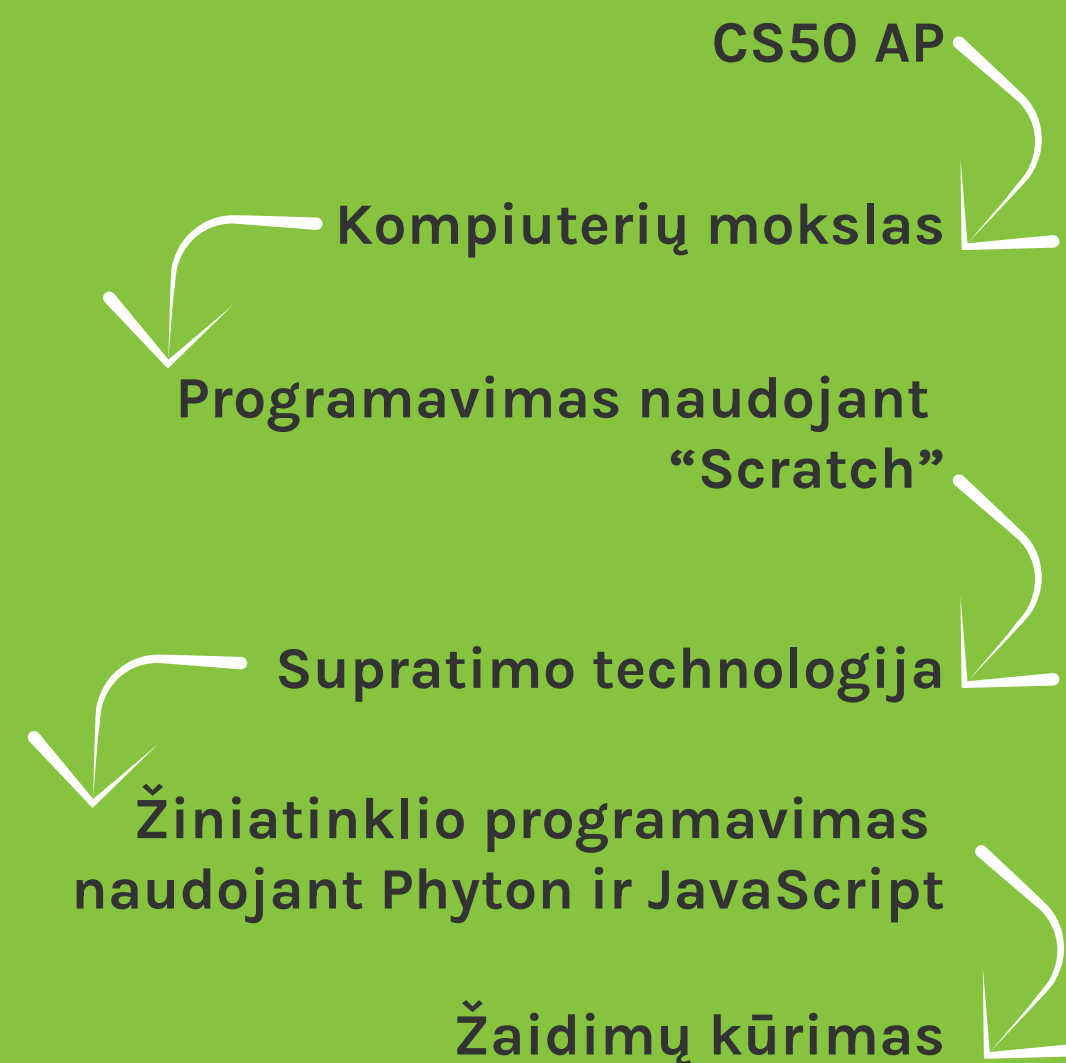 CS50 AP
Kompiuterių mokslas
Programavimas naudojant
“Scratch”
Supratimo technologija
Žiniatinklio programavimas
naudojant Phyton ir JavaScript
Žaidimų kūrimas